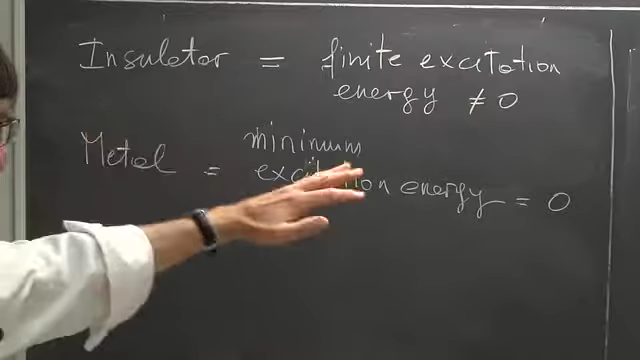 Insulator = finite excitation
energy ≠ 0
Metal = minimum
excitation energy = 0